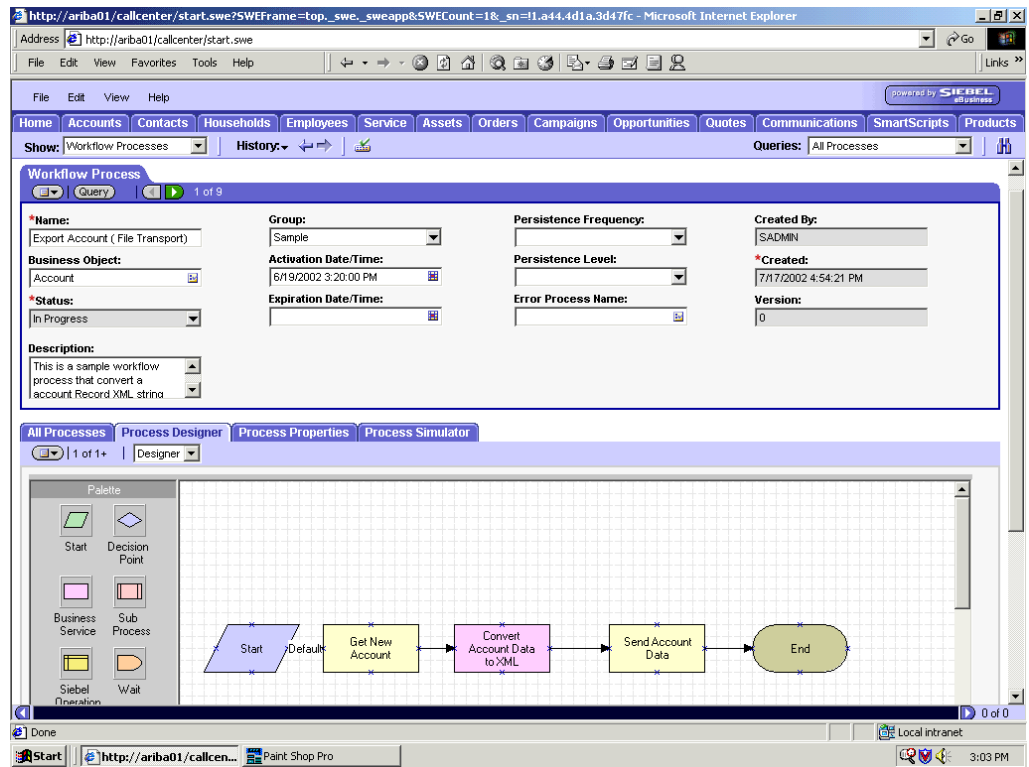 http://ariba01/callcenter/start.swe?SWEFrame=top._swe._sweapp&SWECount=1&_sn=!1.a44.4d1a.3d47fc - Microsoft Internet Explorer
Address http://ariba01/callcenter/start.swe Go
File Edit View Favorites Tools Help Links »
File Edit View Help powered by SIEBEL eBusiness
Home Accounts Contacts Households Employees Service Assets Orders Campaigns Opportunities Quotes Communications SmartScripts Products
Show: Workflow Processes History: Queries: All Processes
Workflow Process
Query 1 of 9
*Name: Group: Persistence Frequency: Created By:
Export Account ( File Transport) Sample SADMIN
Business Object: Activation Date/Time: Persistence Level: *Created:
Account 6/19/2002 3:20:00 PM 7/17/2002 4:54:21 PM
*Status: Expiration Date/Time: Error Process Name: Version:
In Progress 0
Description:
This is a sample workflow
process that convert a
account Record XML string
All Processes Process Designer Process Properties Process Simulator
1 of 1+ Designer
Palette
Start Decision
Point
Business Sub
Service Process
Siebel Wait
Operation
Start Default Get New
Account
Convert
Account Data
to XML
Send Account
Data
End
0 of 0
Done Local intranet
Start http://ariba01/callcen... Paint Shop Pro 3:03 PM